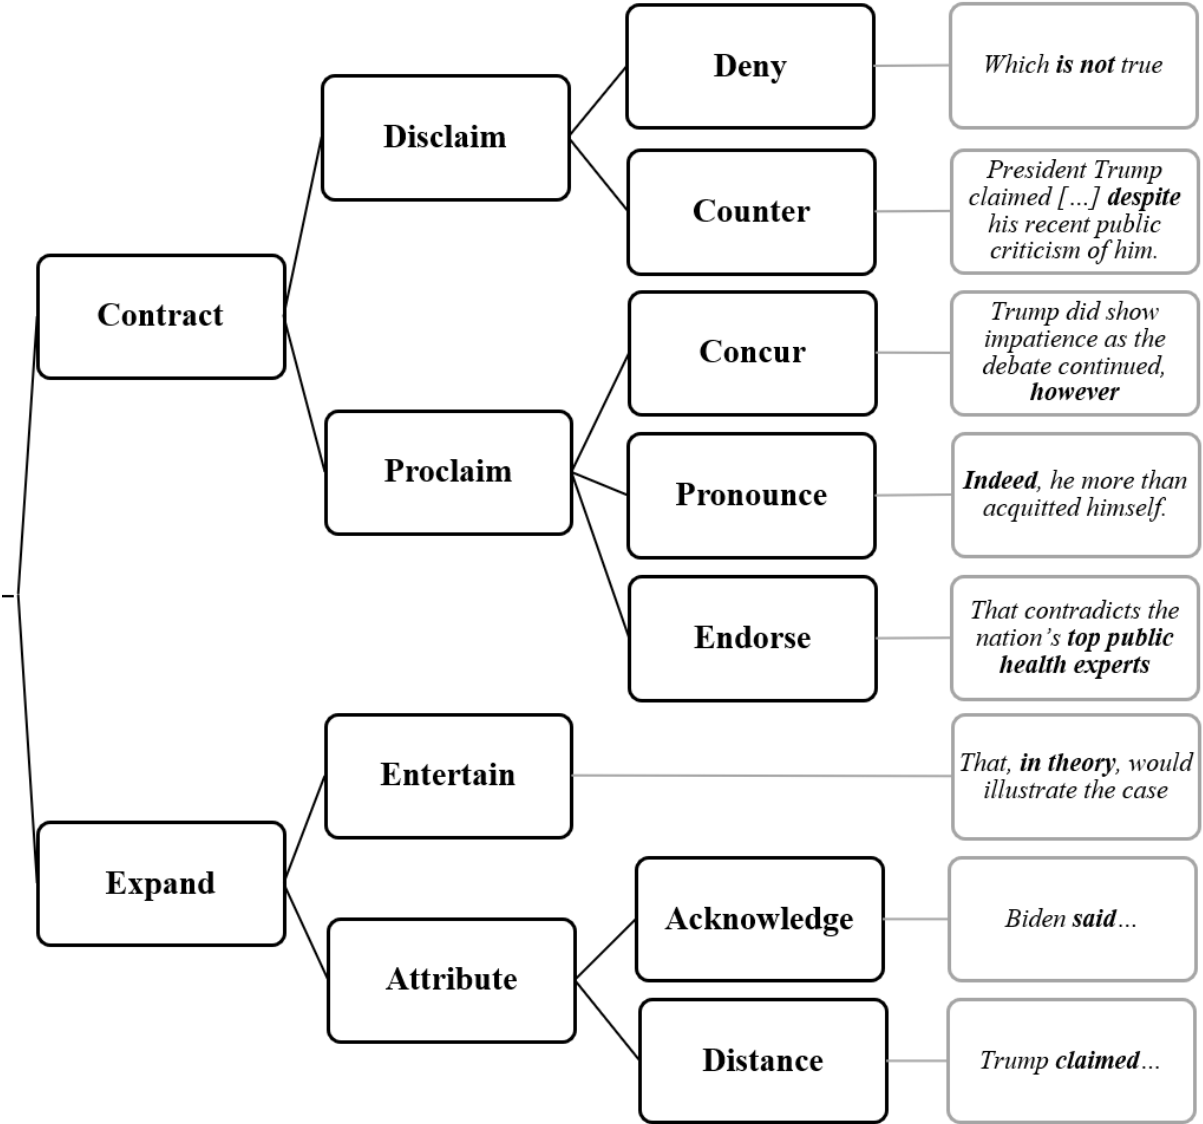 Deny
Which is not true
Disclaim
Counter
President Trump
claimed […] despite
his recent public
criticism of him.
Contract
Concur
Trump did show
impatience as the
debate continued,
however
Proclaim
Pronounce
Indeed, he more than
acquitted himself.
Endorse
That contradicts the
nation’s top public
health experts
Entertain
That, in theory, would
illustrate the case
Expand
Acknowledge
Biden said…
Attribute
Distance
Trump claimed…